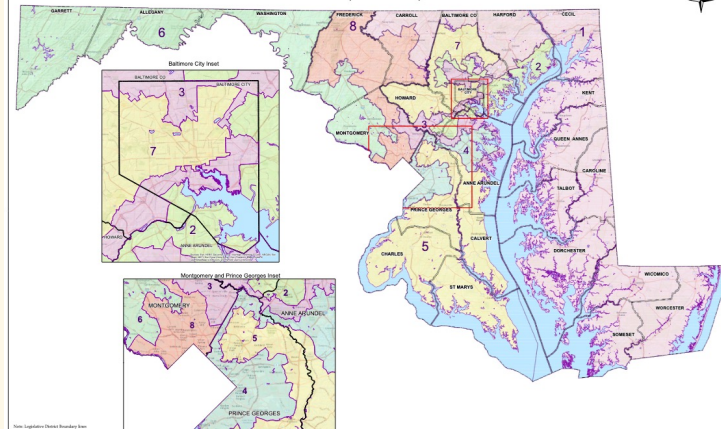 GARRETT
ALLEGANY
WASHINGTON
FREDERICK
CARROLL
BALTIMORE CO
HARFORD
CECIL
6
8
7
2
1
Baltimore City Inset
BALTIMORE CO
BALTIMORE CITY
3
7
2
HOWARD
ANNE ARUNDEL
HOWARD
BALTIMORE CITY
KENT
MONTGOMERY
3
4
QUEEN ANNES
CAROLINE
ANNE ARUNDEL
TALBOT
PRINCE GEORGES
CALVERT
5
CHARLES
DORCHESTER
ST MARYS
WICOMICO
WORCESTER
SOMESET
Montgomery and Prince Georges Inset
MONTGOMERY
3
2
ANNE ARUNDEL
6
8
5
4
PRINCE GEORGES
Note: Legislative District Boundary lines